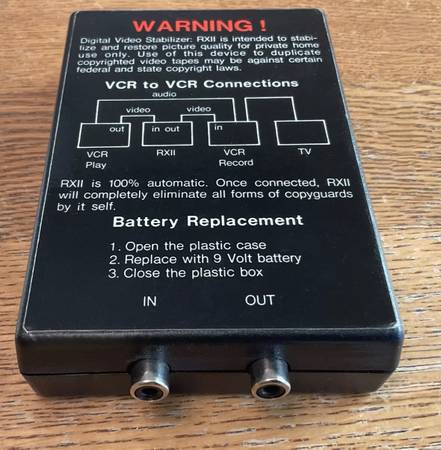 WARNING !
Digital Video Stabilizer: RXII is intended to stabi-
lize and restore picture quality for private home
use only. Use of this device to duplicate
copyrighted video tapes may be against certain
federal and state copyright laws.
VCR to VCR Connections
audio
video video
out in out in
VCR Play RXII VCR Record TV
RXII is 100% automatic. Once connected, RXII
will completely eliminate all forms of copyguards
by it self.
Battery Replacement
1. Open the plastic case
2. Replace with 9 Volt battery
3. Close the plastic box
IN OUT